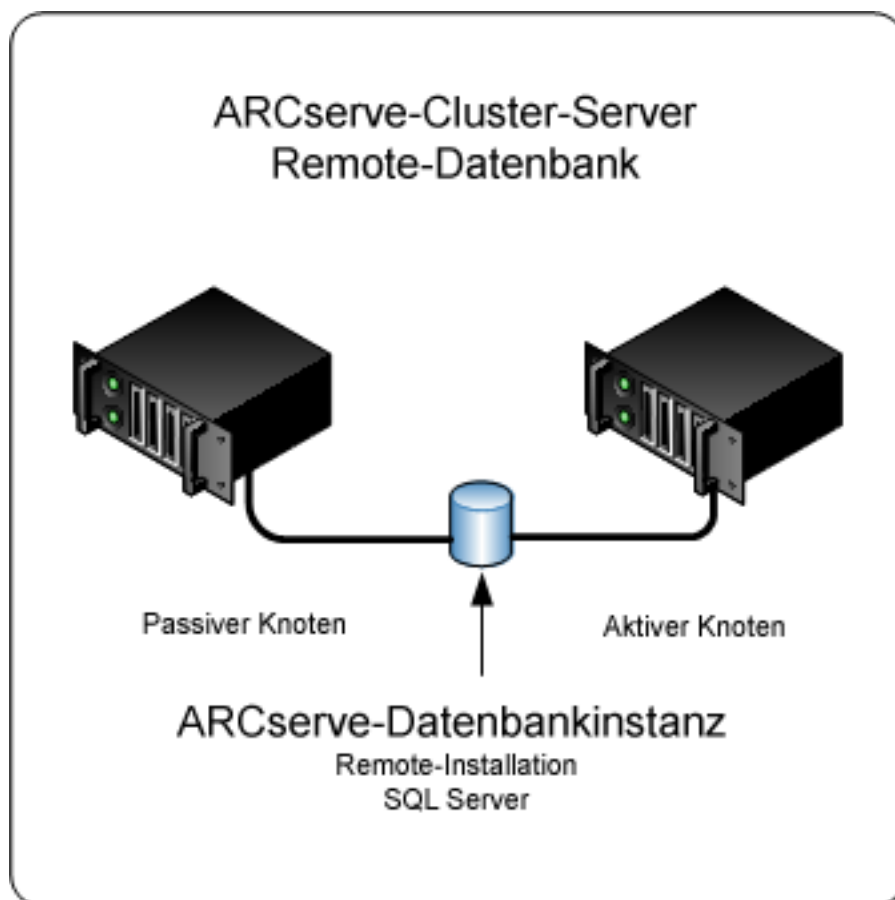 ARCserve-Cluster-Server
Remote-Datenbank
Passiver Knoten
Aktiver Knoten
ARCserve-Datenbankinstanz
Remote-Installation
SQL Server